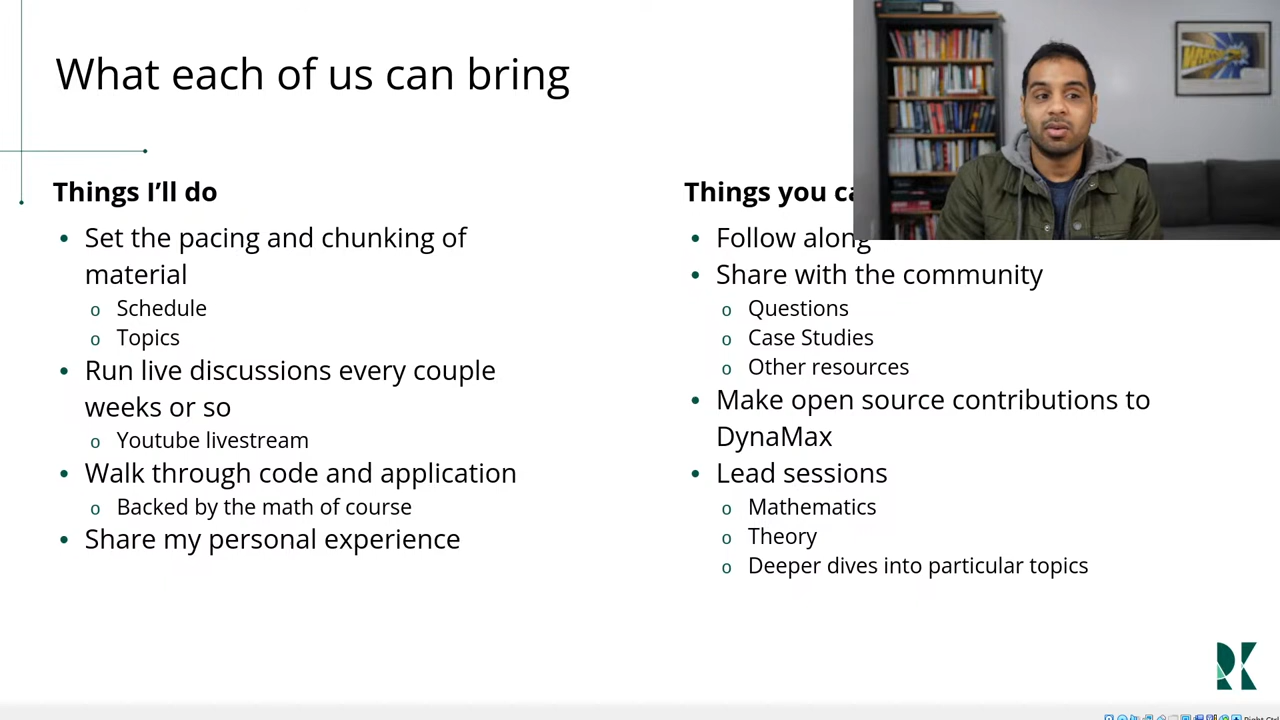 What each of us can bring
Things I'll do
Set the pacing and chunking of
material
Schedule
Topics
Run live discussions every couple
weeks or so
Youtube livestream
Walk through code and application
Backed by the math of course
Share my personal experience
Things you
Follow along
Share with the community
Questions
Case Studies
Other resources
Make open source contributions to
DynaMax
Lead sessions
Mathematics
Theory
Deeper dives into particular topics
RK